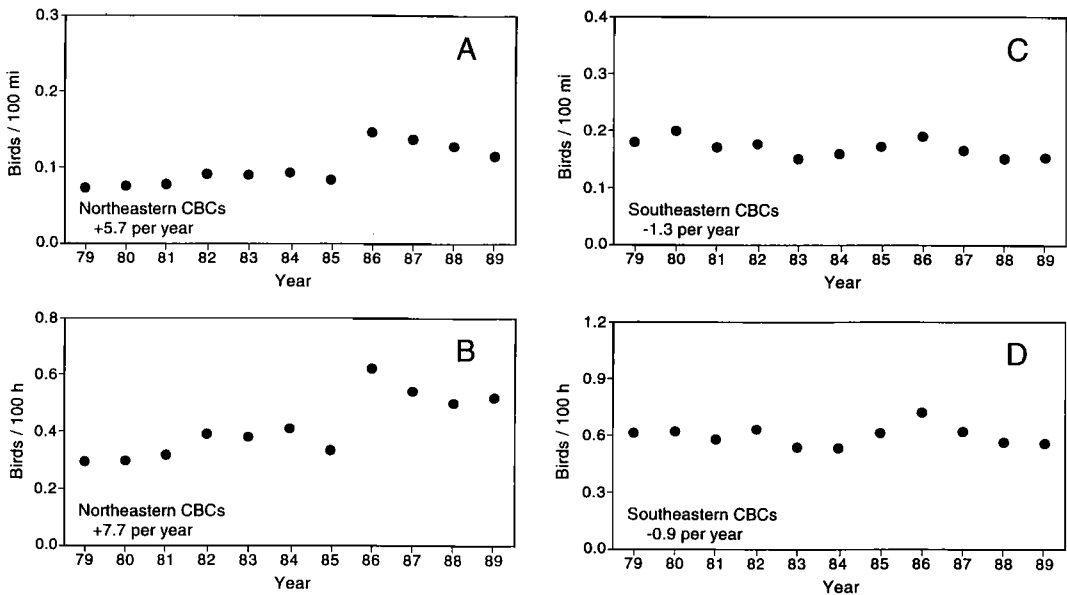 0.3
0.2
0.1
0.0
Birds / 100 mi
A
Northeastern CBCs
+5.7 per year
79 80 81 82 83 84 85 86 87 88 89
Year
0.4
0.3
0.2
0.1
0.0
Birds / 100 mi
C
Southeastern CBCs
-1.3 per year
79 80 81 82 83 84 85 86 87 88 89
Year
0.8
0.6
0.4
0.2
0.0
Birds / 100 h
B
Northeastern CBCs
+7.7 per year
79 80 81 82 83 84 85 86 87 88 89
Year
1.2
0.9
0.6
0.3
0.0
Birds / 100 h
D
Southeastern CBCs
-0.9 per year
79 80 81 82 83 84 85 86 87 88 89
Year